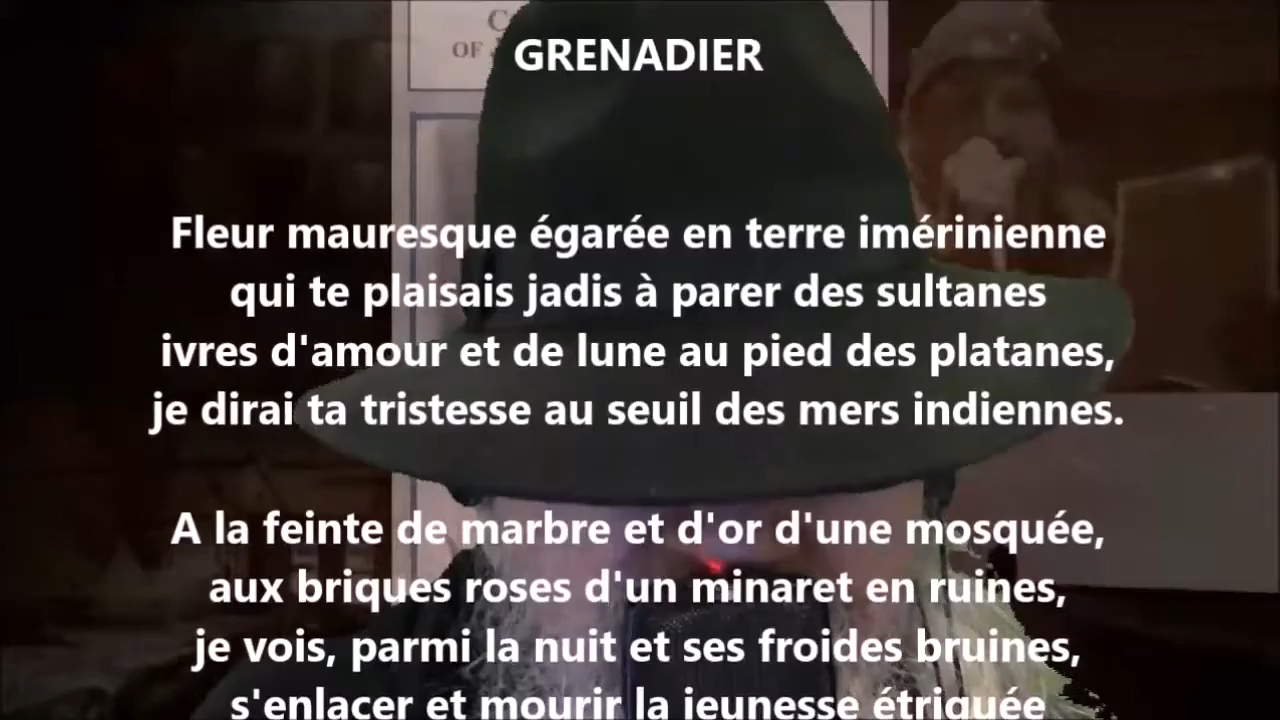 C
OF
GRENADIER
Fleur mauresque égarée en terre imérinienne
qui te plaisais jadis à parer des sultanes
ivres d'amour et de lune au pied des platanes,
je dirai ta tristesse au seuil des mers indiennes.
A la feinte de marbre et d'or d'une mosquée,
aux briques roses d'un minaret en ruines,
je vois, parmi la nuit et ses froides bruines,
s'enlacer et mourir la jeunesse étriquée